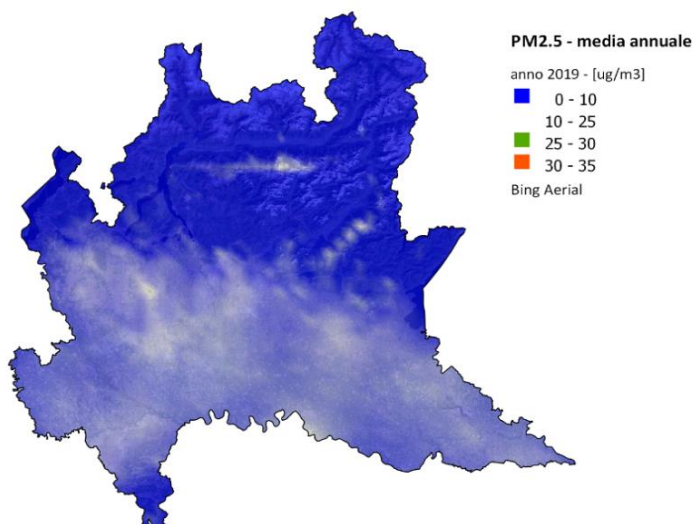 PM2.5 - media annuale
anno 2019 - [ug/m3]
0 - 10
10 - 25
25 - 30
30 - 35
Bing Aerial